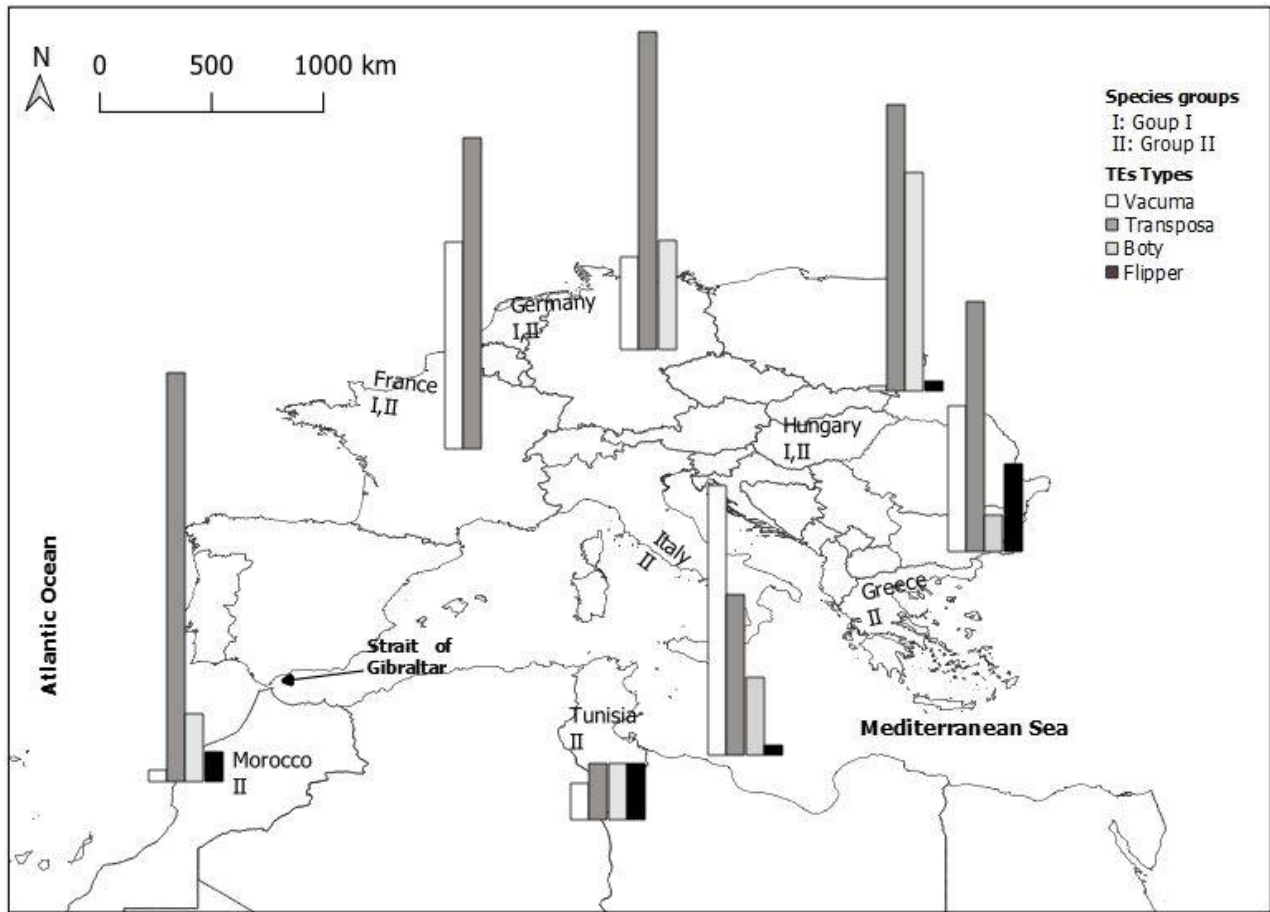 N
0 500 1000 km
Species groups
I: Goup I
II: Group II
TEs Types
Vacuma
Transposa
Boty
Flipper
Germany
I,II
France
I,II
Hungary
I,II
Italy
II
Greece
II
Atlantic Ocean
Strait of
Gibraltar
Tunisia
II
Mediterranean Sea
Morocco
II